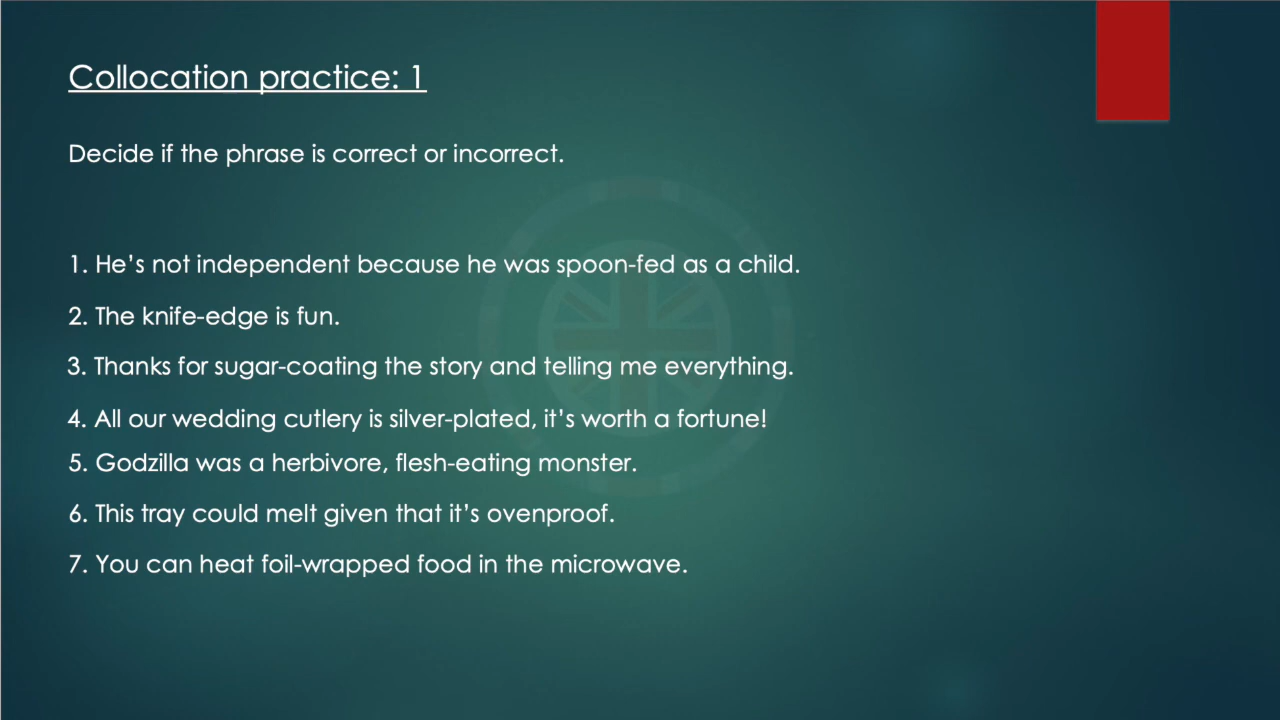 Collocation practice: 1
Decide if the phrase is correct or incorrect.
1. He’s not independent because he was spoon-fed as a child.
2. The knife-edge is fun.
3. Thanks for sugar-coating the story and telling me everything.
4. All our wedding cutlery is silver-plated, it’s worth a fortune!
5. Godzilla was a herbivore, flesh-eating monster.
6. This tray could melt given that it’s ovenproof.
7. You can heat foil-wrapped food in the microwave.